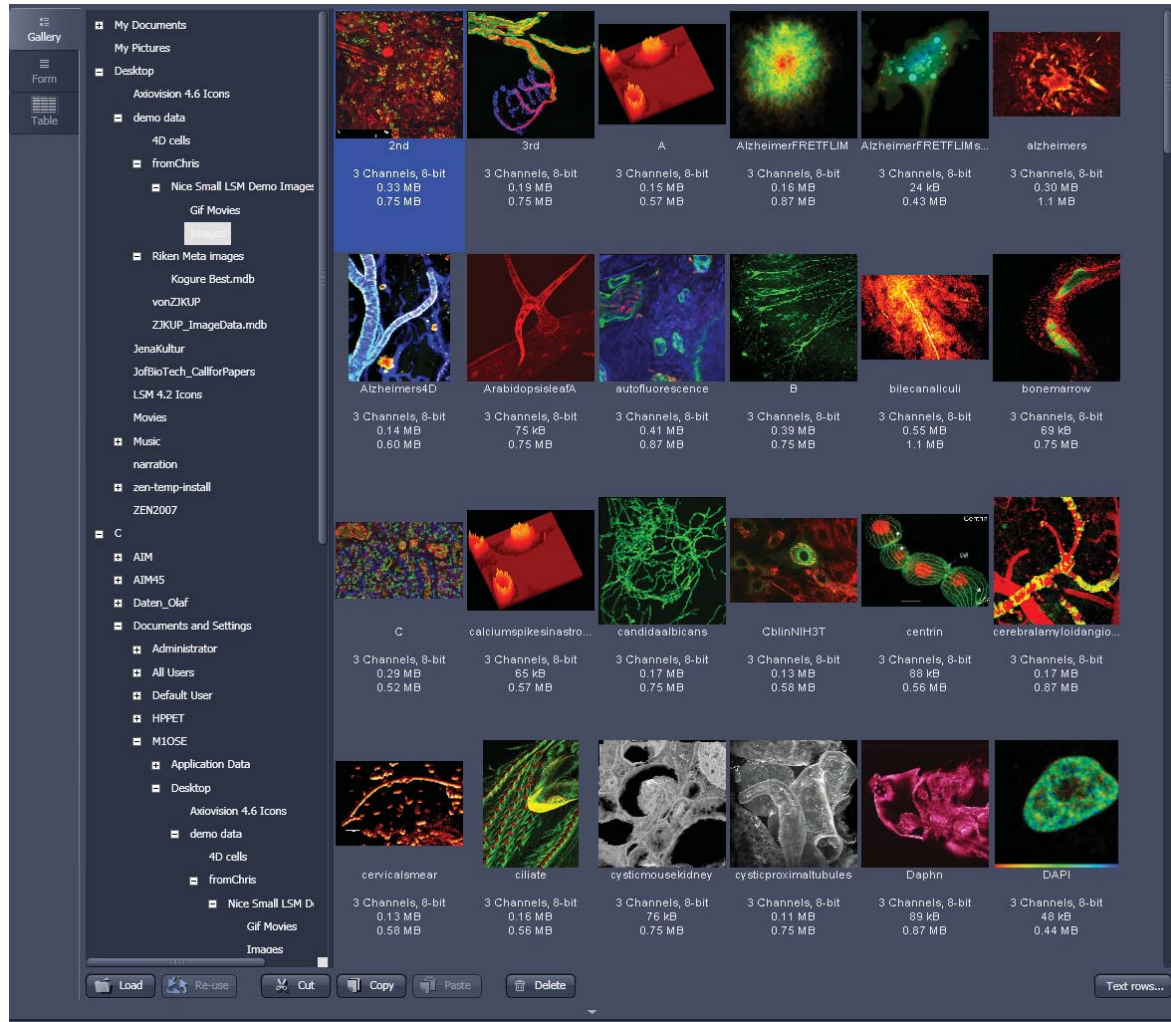 Gallery
Form
Table
My Documents
My Pictures
Desktop
Axiovision 4.6 Icons
demo data
4D cells
fromChris
Nice Small LSM Demo Images
Gif Movies
Images
Riken Meta images
Kogure Best.mdb
vonZJKUP
ZJKUP_ImageData.mdb
JenaKultur
JofBioTech_CallforPapers
LSM 4.2 Icons
Movies
Music
narration
zen-temp-install
ZEN2007
C
AIM
AIM45
Daten_Olaf
Documents and Settings
Administrator
All Users
Default User
HPPET
M1OSE
Application Data
Desktop
Axiovision 4.6 Icons
demo data
4D cells
fromChris
Nice Small LSM D
Gif Movies
Images
2nd 3rd A AlzheimerFRETFLIM AlzheimerFRETFLIMs... alzheimers
3 Channels, 8-bit 3 Channels, 8-bit 3 Channels, 8-bit 3 Channels, 8-bit 3 Channels, 8-bit 3 Channels, 8-bit
0.33 MB 0.19 MB 0.15 MB 0.16 MB 24 kB 0.30 MB
0.75 MB 0.75 MB 0.57 MB 0.87 MB 0.43 MB 1.1 MB
Alzheimers4D ArabidopsisleafA autofluorescence B bilecanaliculi bonemarrow
3 Channels, 8-bit 3 Channels, 8-bit 3 Channels, 8-bit 3 Channels, 8-bit 3 Channels, 8-bit 3 Channels, 8-bit
0.14 MB 75 kB 0.41 MB 0.39 MB 0.55 MB 69 kB
0.60 MB 0.75 MB 0.87 MB 0.75 MB 1.1 MB 0.75 MB
Centrin
C calciumspikesinastro... candidaalbicans CblinNIH3T centrin cerebralamyloidangio...
3 Channels, 8-bit 3 Channels, 8-bit 3 Channels, 8-bit 3 Channels, 8-bit 3 Channels, 8-bit 3 Channels, 8-bit
0.29 MB 65 kB 0.17 MB 0.13 MB 88 kB 0.17 MB
0.52 MB 0.57 MB 0.75 MB 0.58 MB 0.56 MB 0.87 MB
cervicalsmear ciliate cysticmousekidney cysticproximaltubules Daphn DAPI
3 Channels, 8-bit 3 Channels, 8-bit 3 Channels, 8-bit 3 Channels, 8-bit 3 Channels, 8-bit 3 Channels, 8-bit
0.13 MB 0.16 MB 76 kB 0.11 MB 89 kB 48 kB
0.58 MB 0.56 MB 0.75 MB 0.75 MB 0.87 MB 0.44 MB
Load Re-use Cut Copy Paste Delete Text rows...